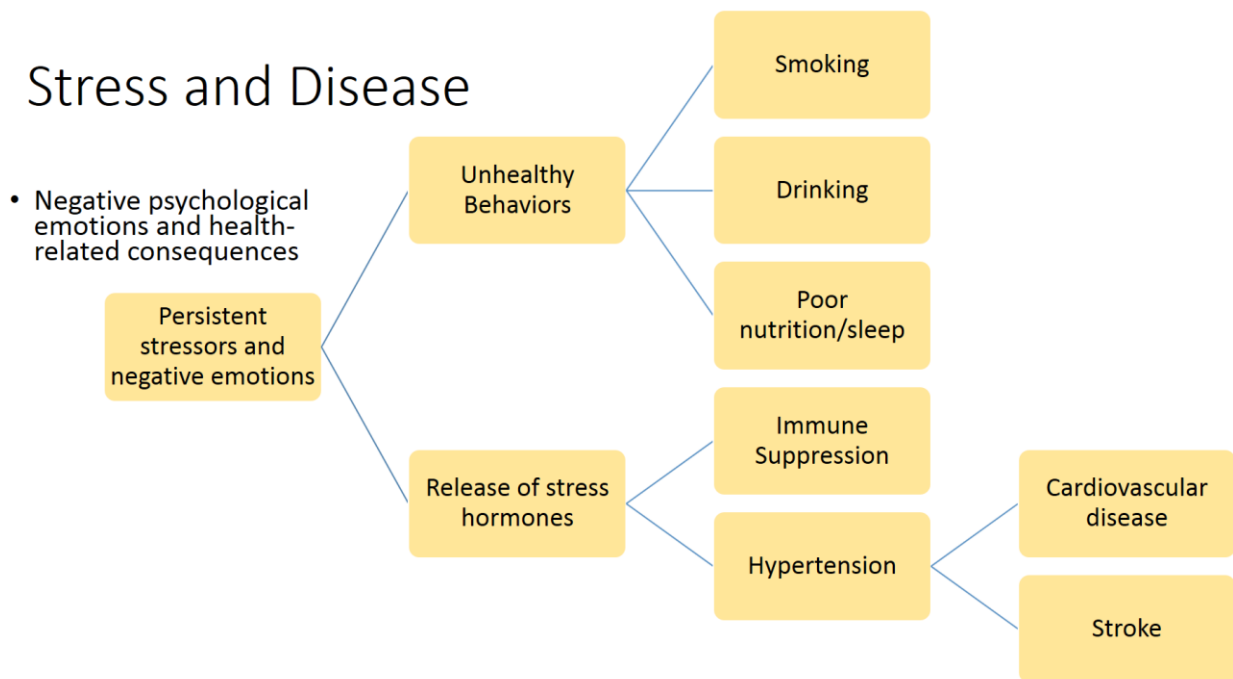 Stress and Disease
• Negative psychological
emotions and health-
related consequences
Persistent
stressors and
negative emotions
Unhealthy
Behaviors
Smoking
Drinking
Poor
nutrition/sleep
Release of stress
hormones
Immune
Suppression
Hypertension
Cardiovascular
disease
Stroke